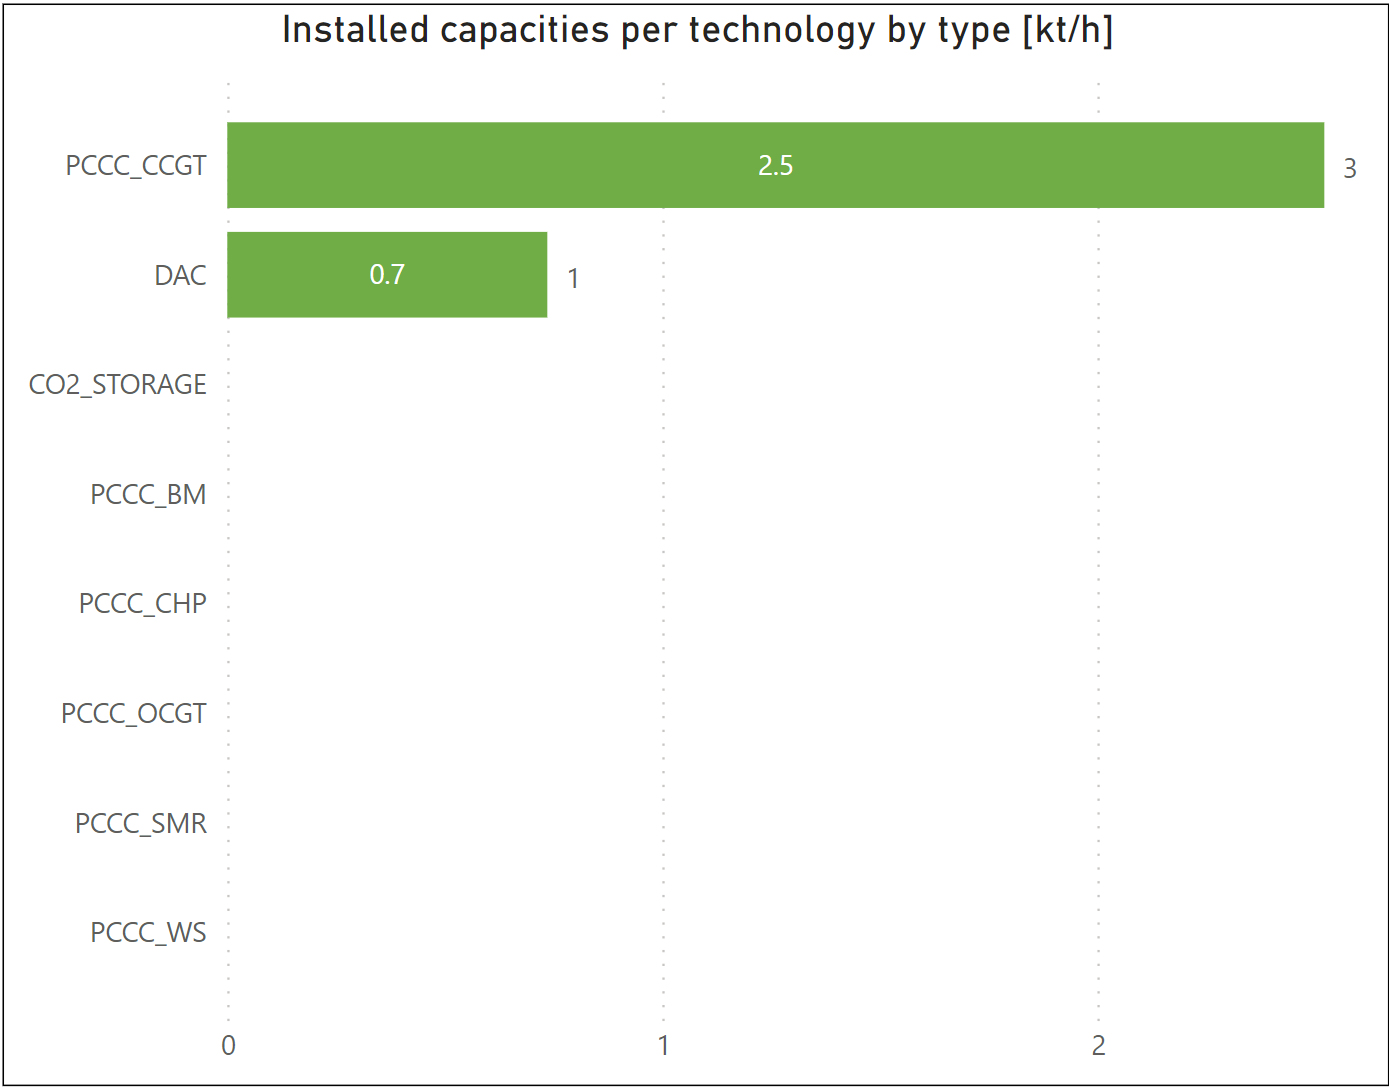 Installed capacities per technology by type [kt/h]
PCCC_CCGT 2.5 3
DAC 0.7 1
CO2_STORAGE
PCCC_BM
PCCC_CHP
PCCC_OCGT
PCCC_SMR
PCCC_WS
0 1 2